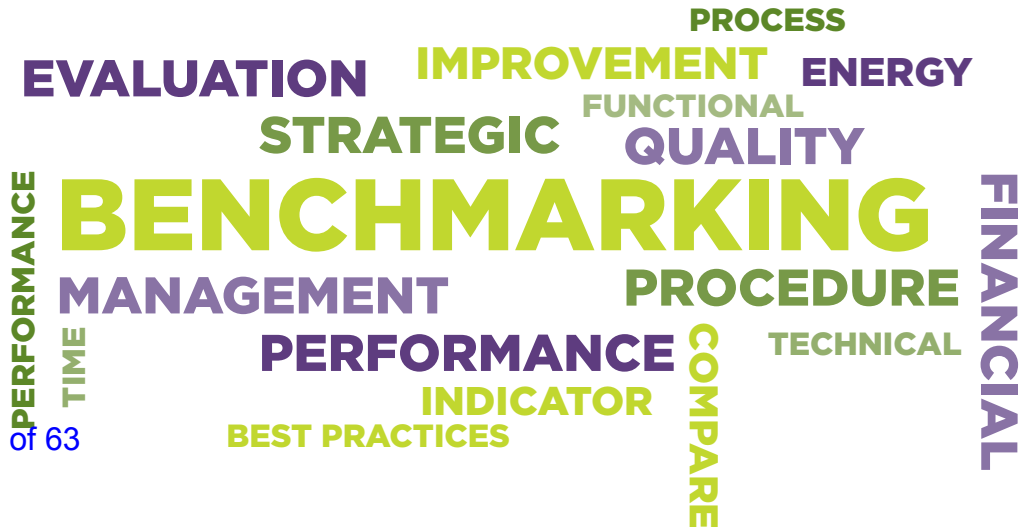 PROCESS
IMPROVEMENT
EVALUATION
ENERGY
FUNCTIONAL
STRATEGIC
QUALITY
BENCHMARKING
PERFORMANCE
FINANCIAL
MANAGEMENT
PROCEDURE
TIME
PERFORMANCE
COMPARE
TECHNICAL
INDICATOR
BEST PRACTICES
of 63